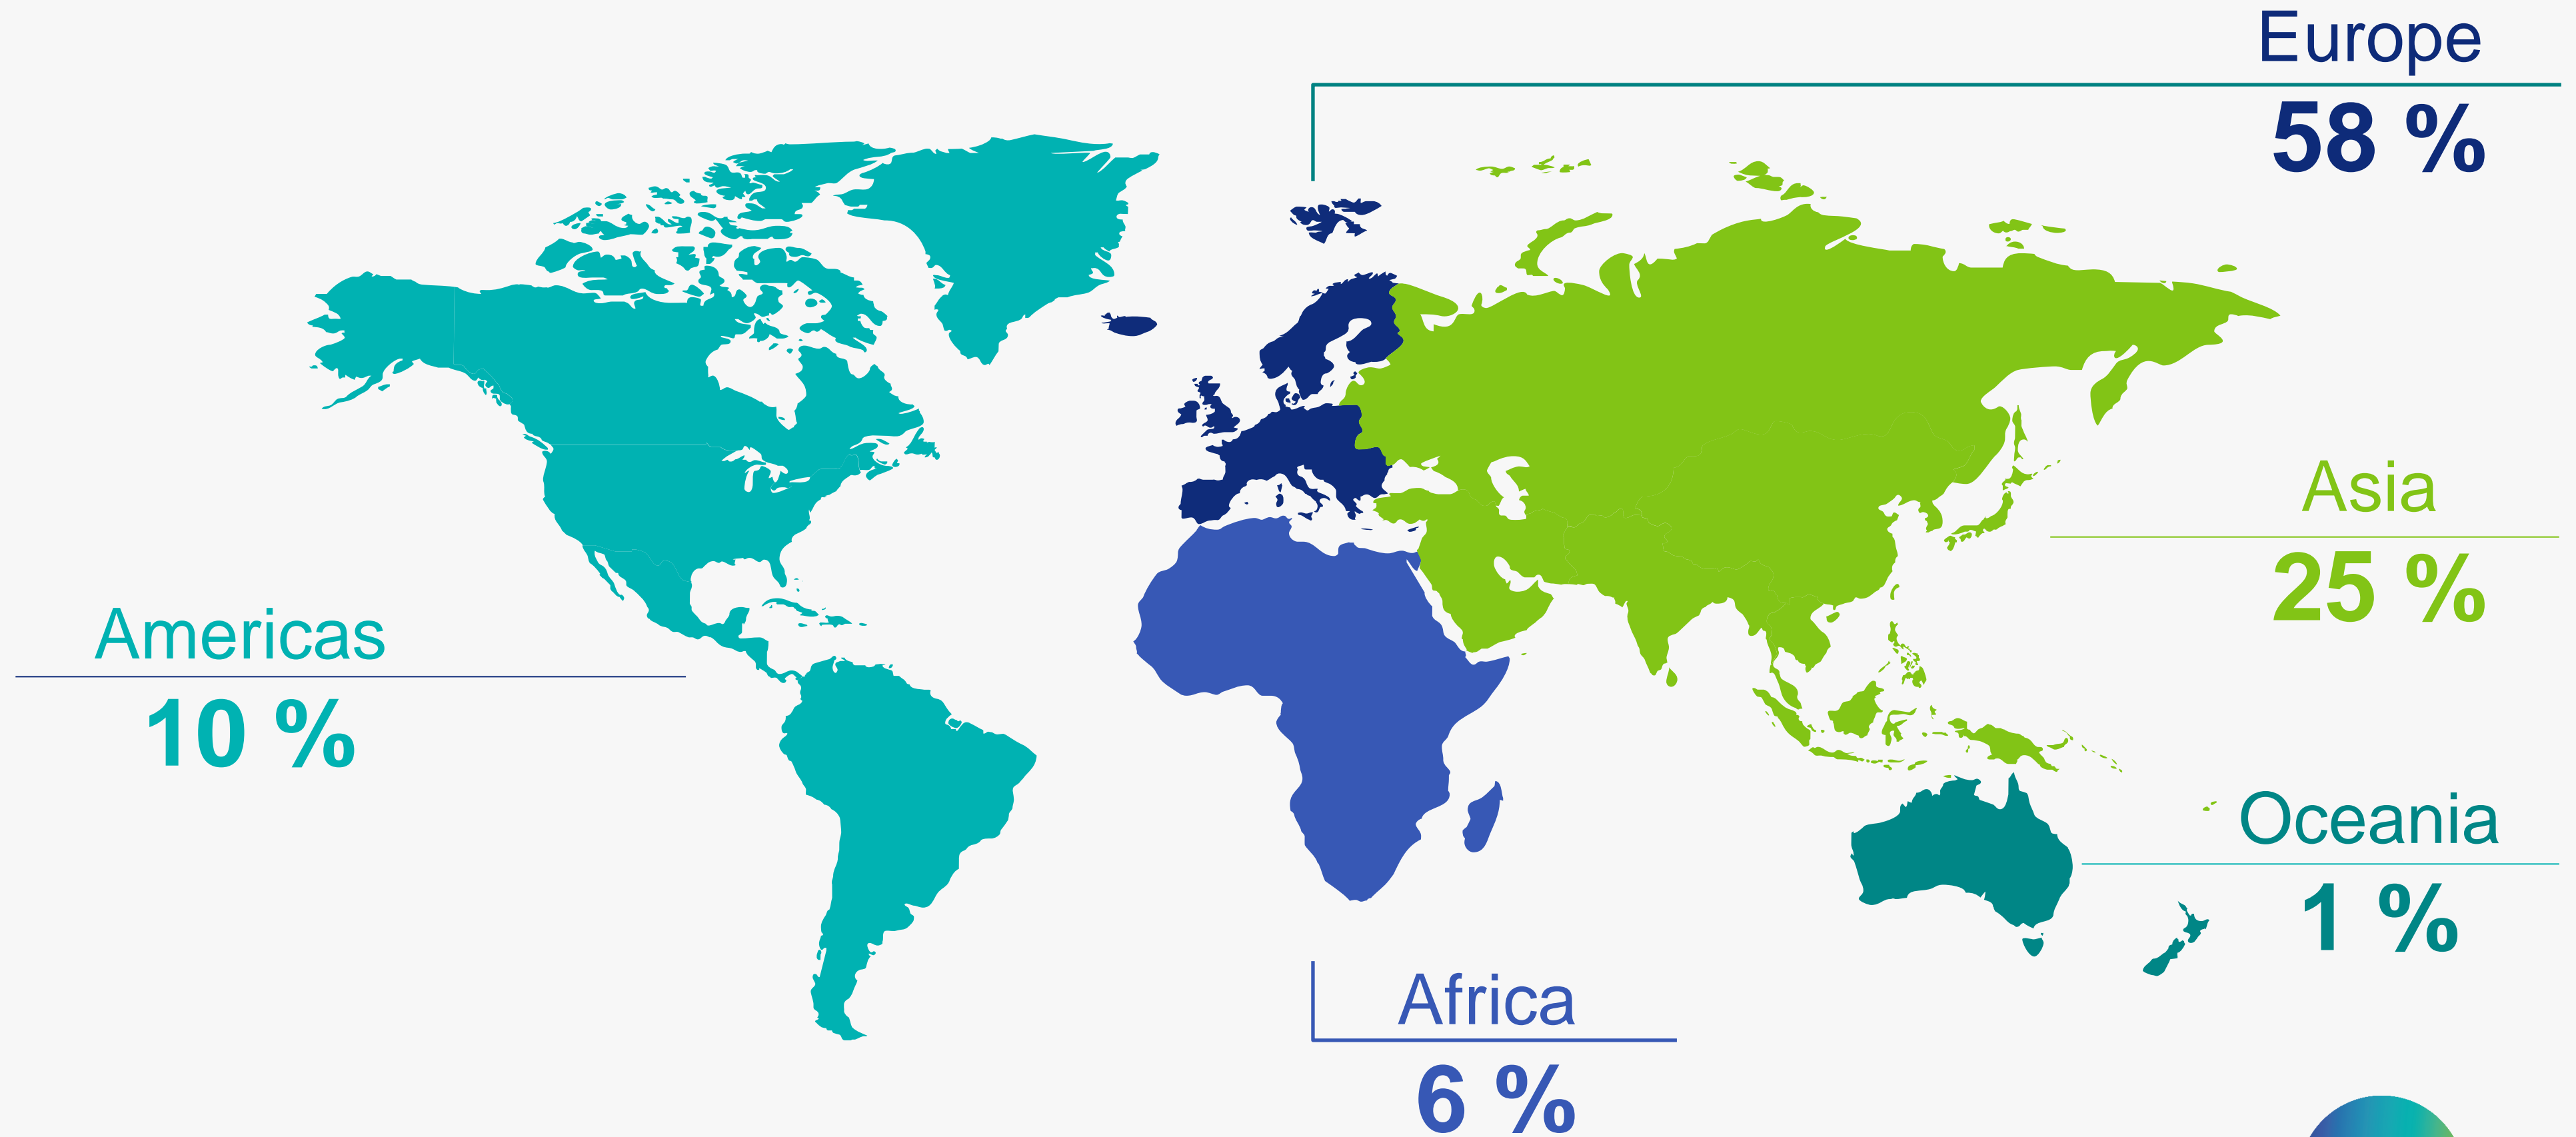 Europe
58 %
Asia
25 %
Americas
10 %
Oceania
1 %
Africa
6 %